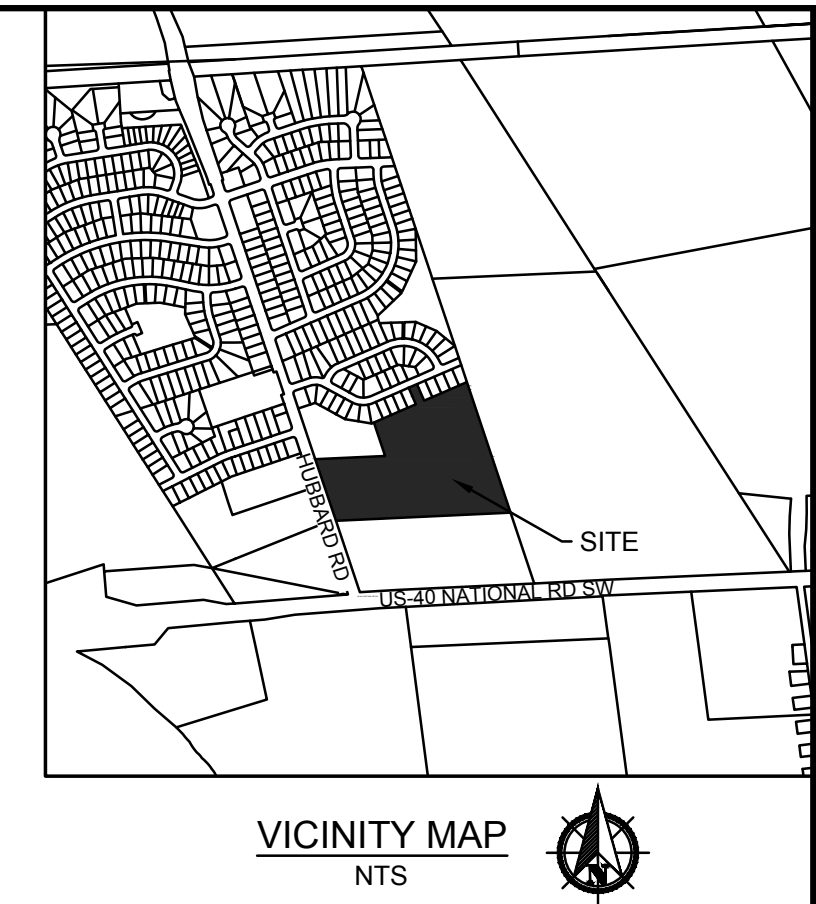 HUBBARD RD
SITE
US-40 NATIONAL RD SW
VICINITY MAP
NTS
N